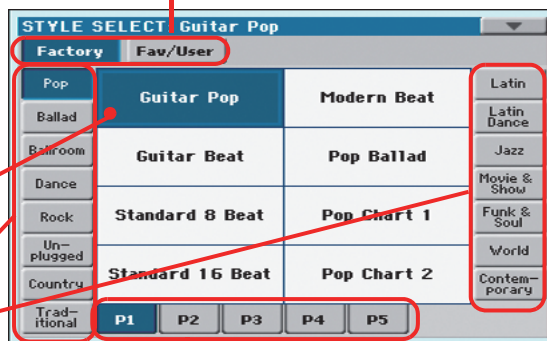 STYLE SELECT: Guitar Pop
Factory Fav/User
Pop
Ballad
Ballroom
Dance
Rock
Un-
plugged
Country
Trad-
itional
Guitar Pop Modern Beat
Guitar Beat Pop Ballad
Standard 8 Beat Pop Chart 1
Standard 16 Beat Pop Chart 2
Latin
Latin
Dance
Jazz
Movie &
Show
Funk &
Soul
World
Contem-
porary
P1 P2 P3 P4 P5